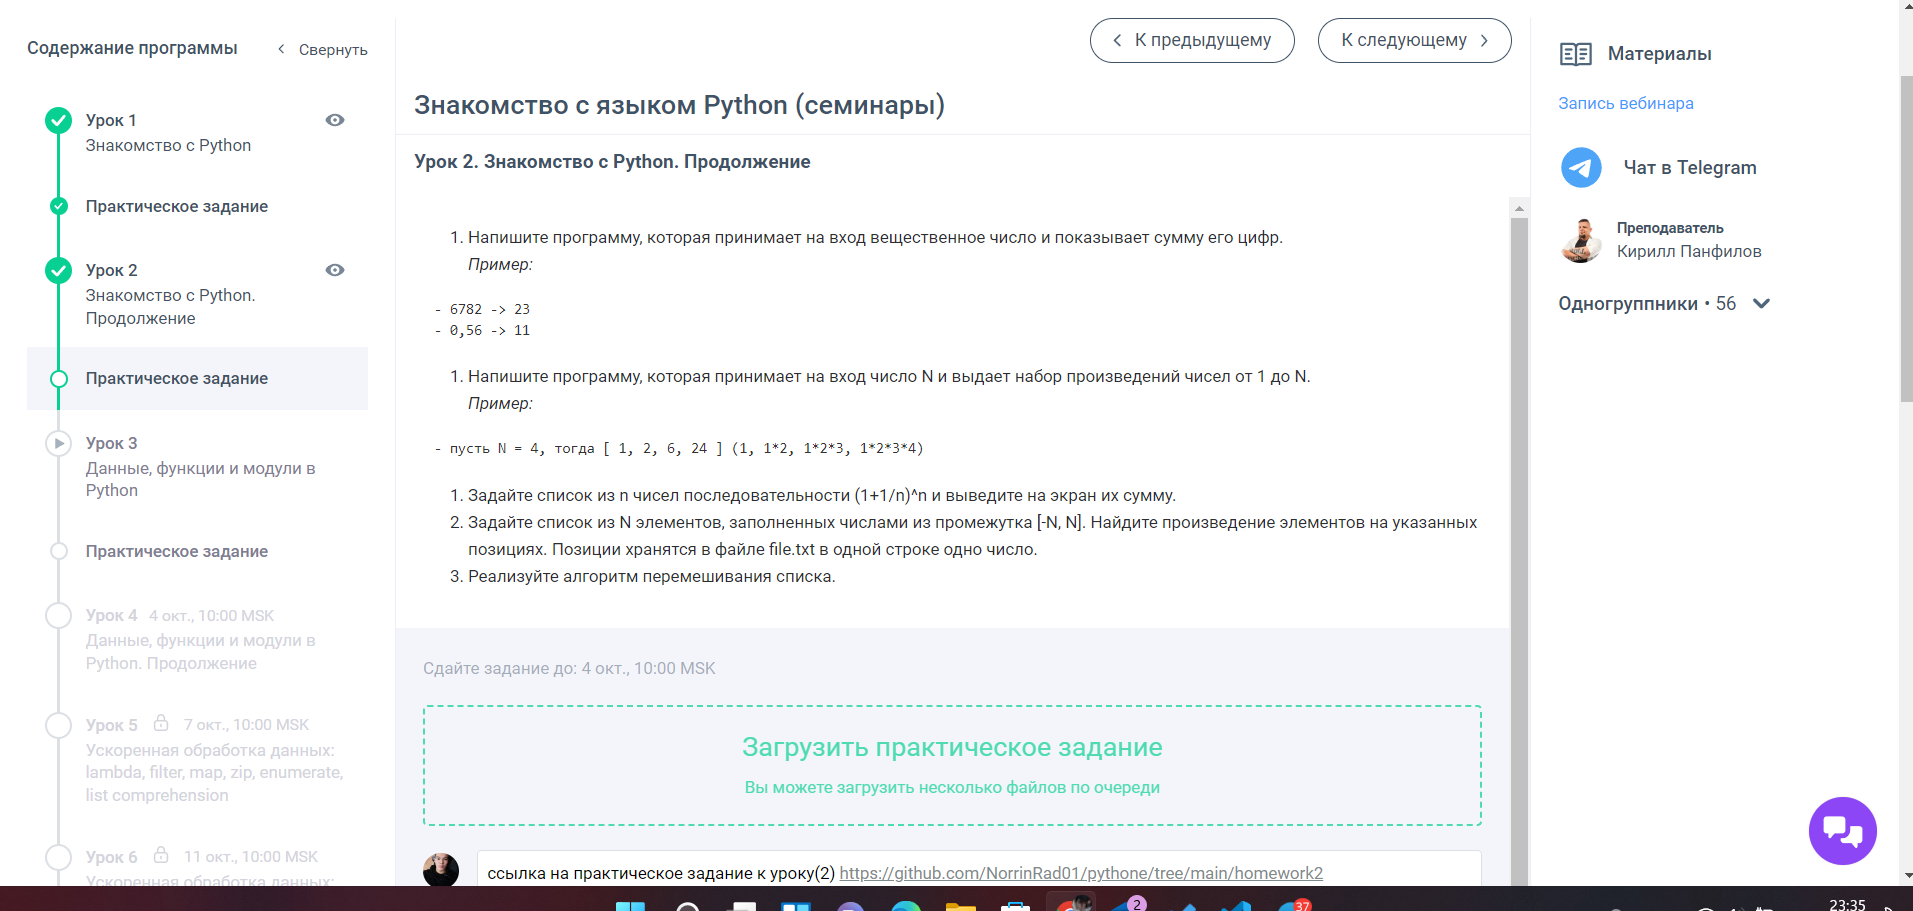 Содержание программы
Свернуть
Урок 1
Знакомство с Python
Практическое задание
Урок 2
Знакомство с Python.
Продолжение
Практическое задание
Урок 3
Данные, функции и модули в
Python
Практическое задание
Урок 4 4 окт., 10:00 MSK
Данные, функции и модули в
Python. Продолжение
Урок 5 7 окт., 10:00 MSK
Ускоренная обработка данных:
lambda, filter, map, zip, enumerate,
list comprehension
Урок 6 11 окт., 10:00 MSK
Ускоренная обработка данных:
К предыдущему
К следующему
Знакомство с языком Python (семинары)
Урок 2. Знакомство с Python. Продолжение
1. Напишите программу, которая принимает на вход вещественное число и показывает сумму его цифр.
Пример:
- 6782 -> 23
- 0,56 -> 11
1. Напишите программу, которая принимает на вход число N и выдает набор произведений чисел от 1 до N.
Пример:
- пусть N = 4, тогда [ 1, 2, 6, 24 ] (1, 1*2, 1*2*3, 1*2*3*4)
1. Задайте список из n чисел последовательности (1+1/n)^n и выведите на экран их сумму.
2. Задайте список из N элементов, заполненных числами из промежутка [-N, N]. Найдите произведение элементов на указанных
позициях. Позиции хранятся в файле file.txt в одной строке одно число.
3. Реализуйте алгоритм перемешивания списка.
Сдайте задание до: 4 окт., 10:00 MSK
Загрузить практическое задание
Вы можете загрузить несколько файлов по очереди
ссылка на практическое задание к уроку(2) https://github.com/NorrinRad01/pythone/tree/main/homework2
Материалы
Запись вебинара
Чат в Telegram
Преподаватель
Кирилл Панфилов
Одногруппники • 56
2
37
23:35